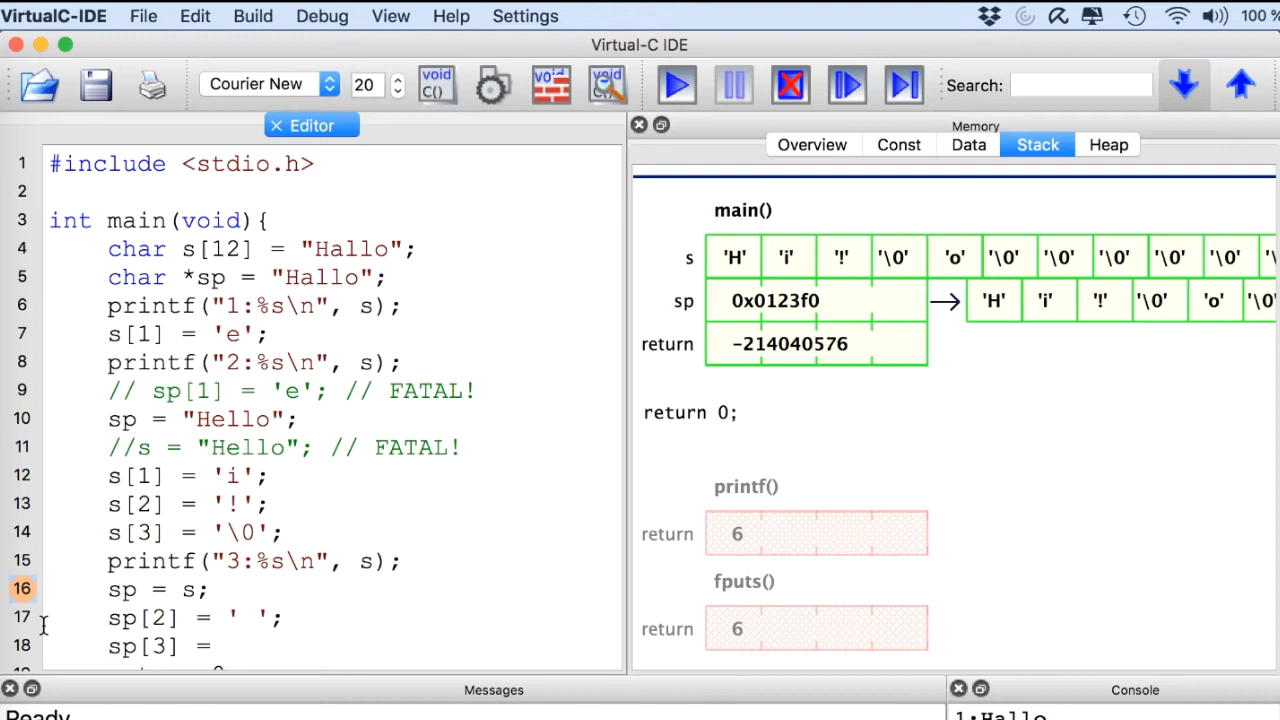 VirtualC-IDE File Edit Build Debug View Help Settings 100 %
Virtual-C IDE
Courier New 20 void C() void C() Search:
Editor
Memory
Overview Const Data Stack Heap
1 #include <stdio.h>
2
3 int main(void){
4 char s[12] = "Hallo";
5 char *sp = "Hallo";
6 printf("1:%s\n", s);
7 s[1] = 'e';
8 printf("2:%s\n", s);
9 // sp[1] = 'e'; // FATAL!
10 sp = "Hello";
11 //s = "Hello"; // FATAL!
12 s[1] = 'i';
13 s[2] = '!';
14 s[3] = '\0';
15 printf("3:%s\n", s);
16 sp = s;
17 sp[2] = ' ';
18 sp[3] =
main()
s 'H' 'i' '!' '\0' 'o' '\0' '\0' '\0' '\0' '\0'
sp 0x0123f0 'H' 'i' '!' '\0' 'o' '\0'
return -214040576
return 0;
printf()
return 6
fputs()
return 6
Messages
Console
Ready
1:Hallo